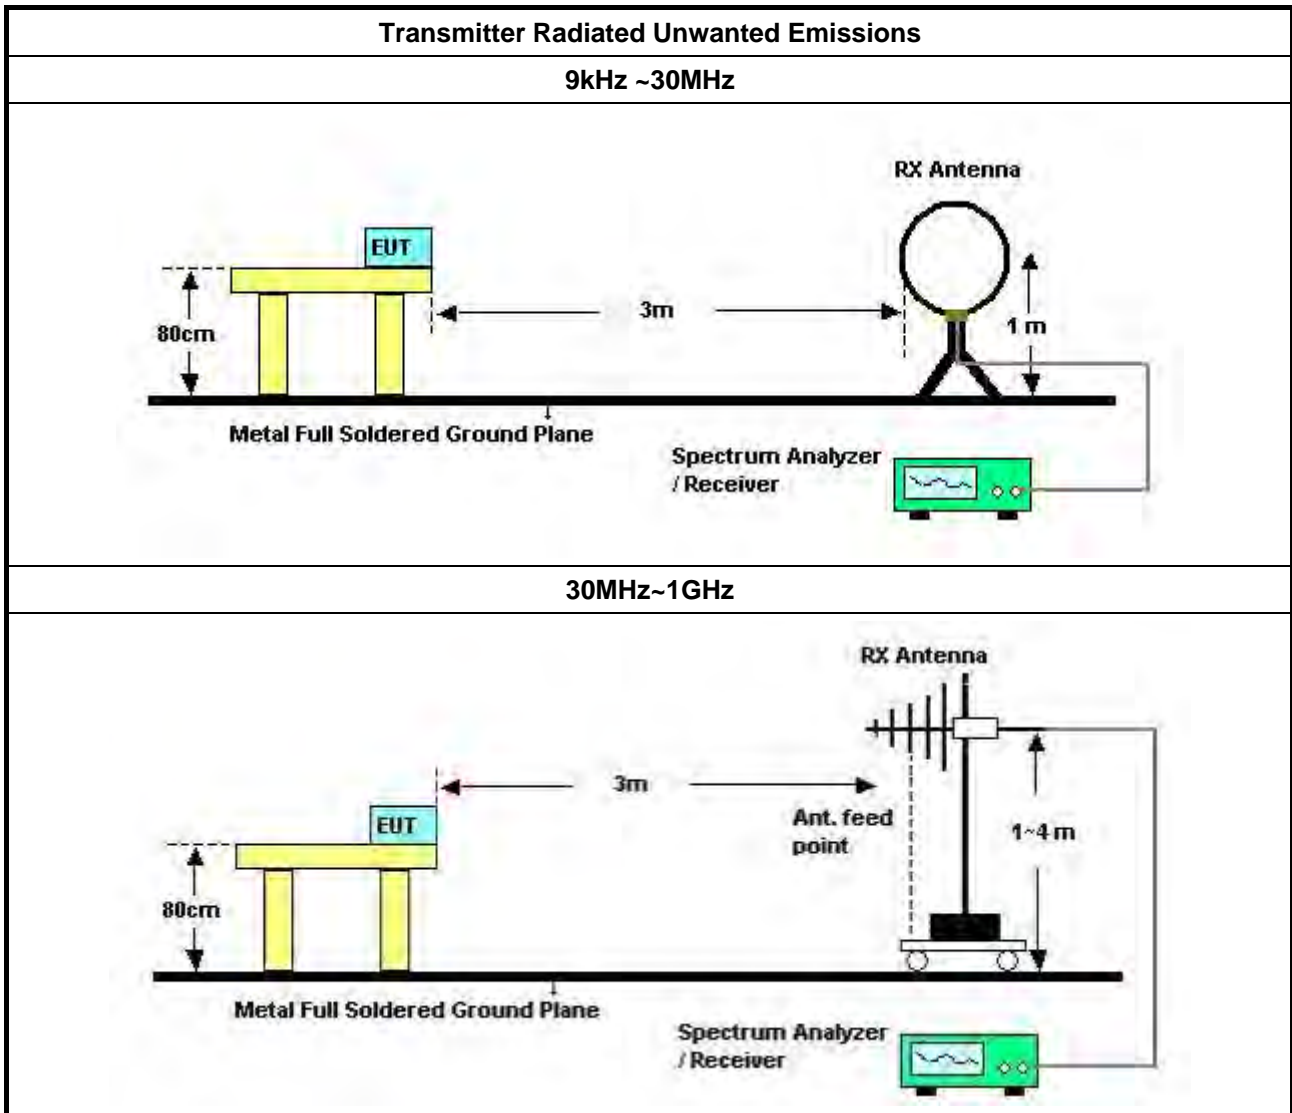 Transmitter Radiated Unwanted Emissions
9kHz ~30MHz
RX Antenna
EUT
3m
80cm
1 m
Metal Full Soldered Ground Plane
Spectrum Analyzer
/ Receiver
30MHz~1GHz
RX Antenna
3m
EUT
Ant. feed
point
1~4 m
80cm
Metal Full Soldered Ground Plane
Spectrum Analyzer
/ Receiver